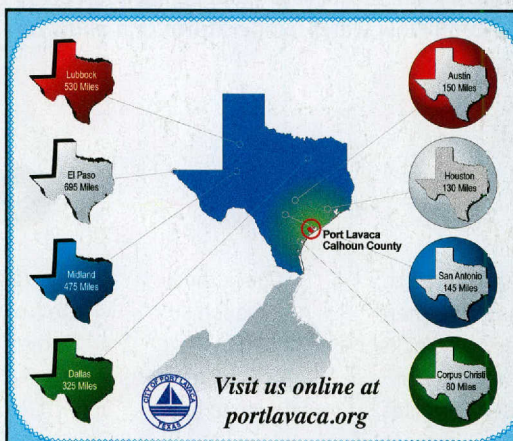 Lubbock
530 Miles
El Paso
695 Miles
Midland
475 Miles
Dallas
325 Miles
Austin
150 Miles
Houston
130 Miles
San Antonio
145 Miles
Corpus Christi
80 Miles
Port Lavaca
Calhoun County
CITY OF PORT LAVACA
TEXAS
Visit us online at
portlavaca.org